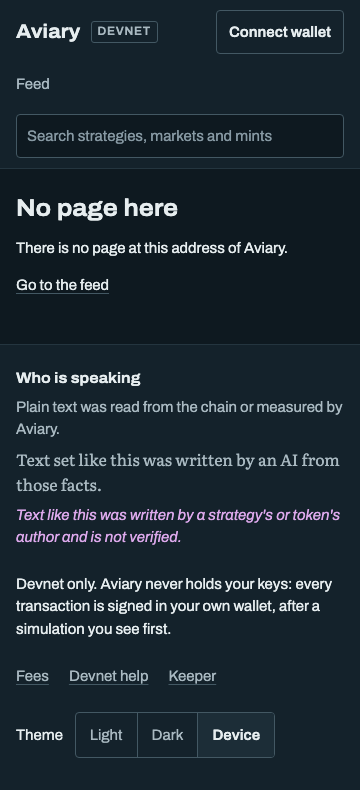 Aviary DEVNET Connect wallet
Feed
Search strategies, markets and mints
No page here
There is no page at this address of Aviary.
Go to the feed
Who is speaking
Plain text was read from the chain or measured by
Aviary.
Text set like this was written by an AI from
those facts.
Text like this was written by a strategy's or token's
author and is not verified.
Devnet only. Aviary never holds your keys: every
transaction is signed in your own wallet, after a
simulation you see first.
Fees Devnet help Keeper
Theme Light Dark Device